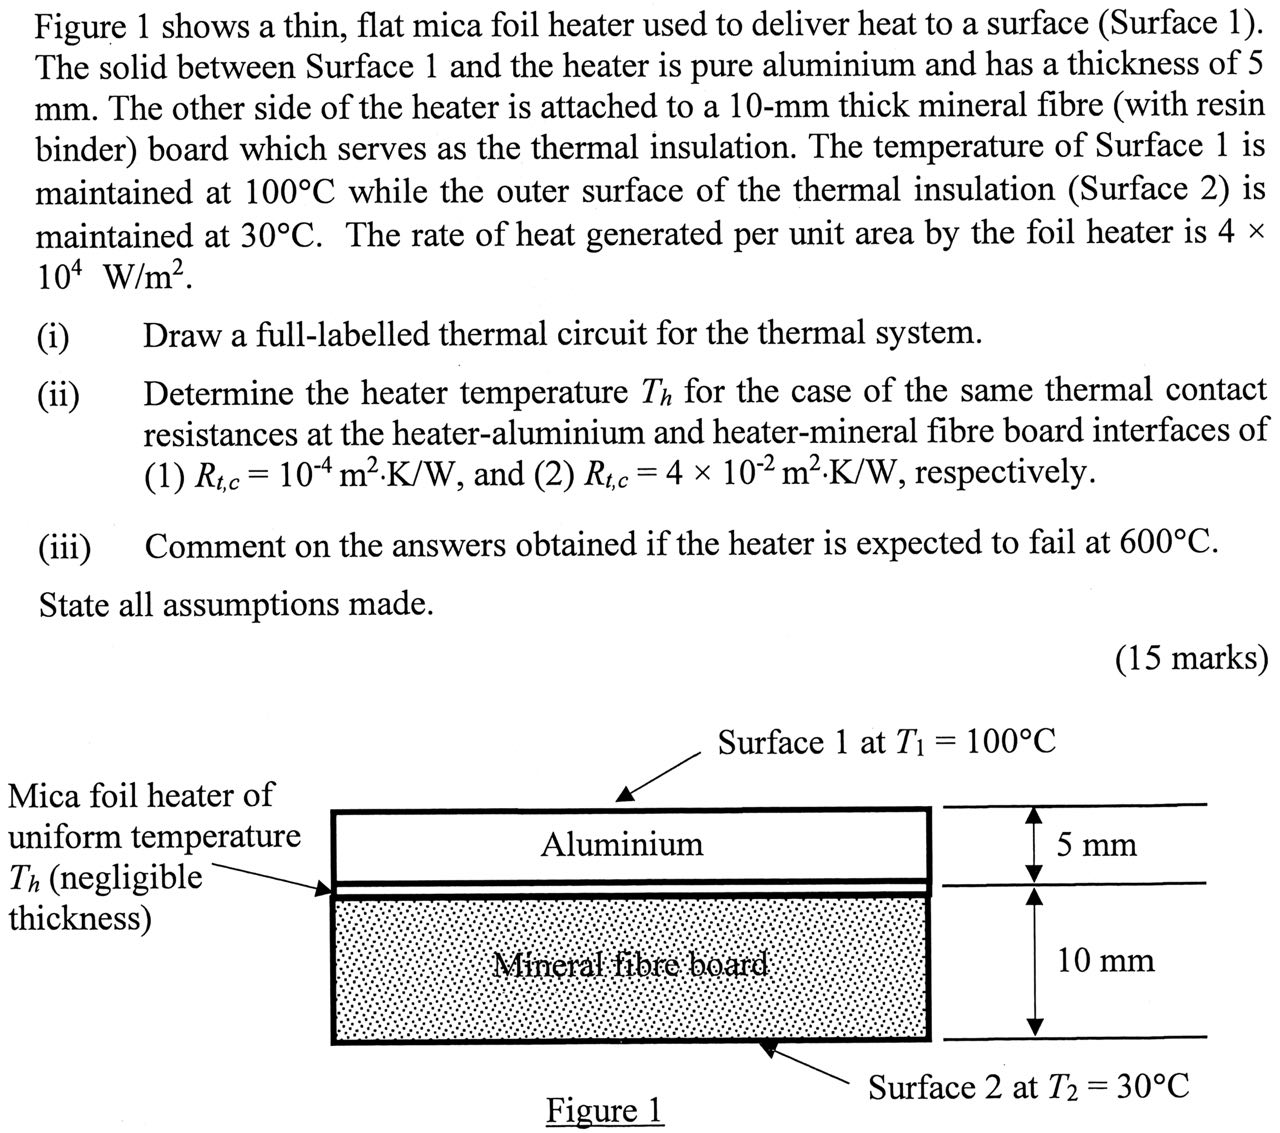 Figure 1 shows a thin, flat mica foil heater used to deliver heat to a surface (Surface 1).
The solid between Surface 1 and the heater is pure aluminium and has a thickness of 5
mm. The other side of the heater is attached to a 10-mm thick mineral fibre (with resin
binder) board which serves as the thermal insulation. The temperature of Surface 1 is
maintained at 100°C while the outer surface of the thermal insulation (Surface 2) is
maintained at 30°C. The rate of heat generated per unit area by the foil heater is 4 ×
10⁴ W/m².
(i) Draw a full-labelled thermal circuit for the thermal system.
(ii) Determine the heater temperature Tₕ for the case of the same thermal contact
resistances at the heater-aluminium and heater-mineral fibre board interfaces of
(1) Rt,c = 10⁻⁴ m².K/W, and (2) Rt,c = 4 × 10⁻² m².K/W, respectively.
(iii) Comment on the answers obtained if the heater is expected to fail at 600°C.
State all assumptions made.
(15 marks)
Surface 1 at T₁ = 100°C
Mica foil heater of
uniform temperature
Tₕ (negligible
thickness)
Aluminium
5 mm
Mineral fibre board
10 mm
Surface 2 at T₂ = 30°C
Figure 1